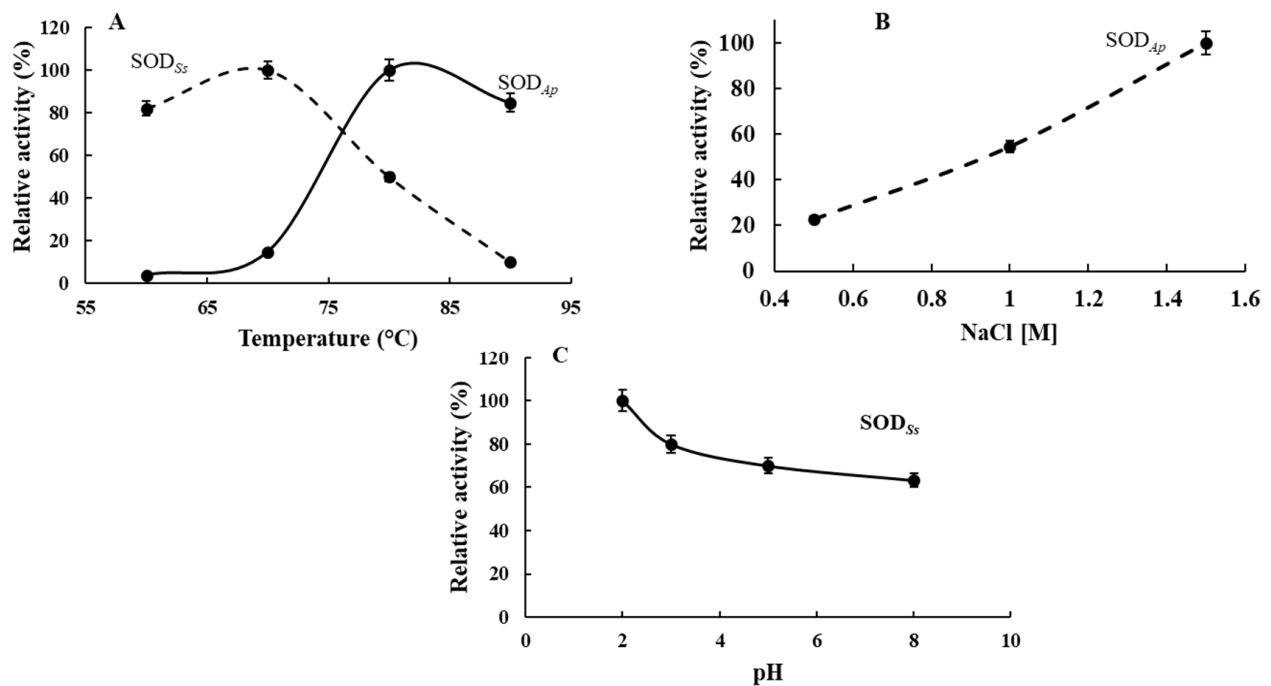 A
Relative activity (%)
120
100
80
60
40
20
0
SODSs
SODAp
55 65 75 85 95
Temperature (°C)
B
Relative activity (%)
100
80
60
40
20
0
SODAp
0.4 0.6 0.8 1 1.2 1.4 1.6
NaCl [M]
C
Relative activity (%)
120
100
80
60
40
20
0
SODSs
0 2 4 6 8 10
pH